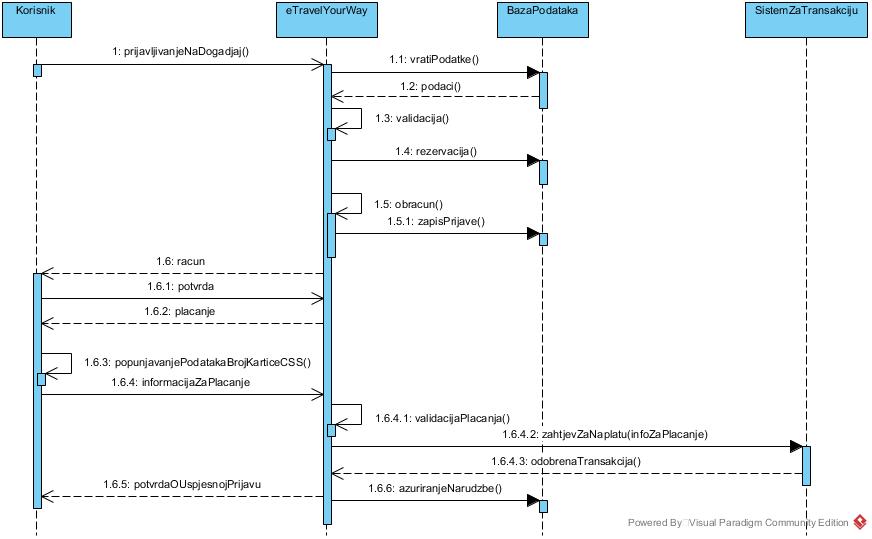 Korisnik
eTravelYourWay
BazaPodataka
SistemZaTransakciju
1: prijavljivanjeNaDogadjaj()
1.1: vratiPodatke()
1.2: podaci()
1.3: validacija()
1.4: rezervacija()
1.5: obracun()
1.5.1: zapisPrijave()
1.6: racun
1.6.1: potvrda
1.6.2: placanje
1.6.3: popunjavanjePodatakaBrojKarticeCSS()
1.6.4: informacijaZaPlacanje
1.6.4.1: validacijaPlacanja()
1.6.4.2: zahtjevZaNaplatu(infoZaPlacanje)
1.6.4.3: odobrenaTransakcija()
1.6.5: potvrdaOUspjesnojPrijavu
1.6.6: azuriranjeNarudzbe()
Powered By Visual Paradigm Community Edition